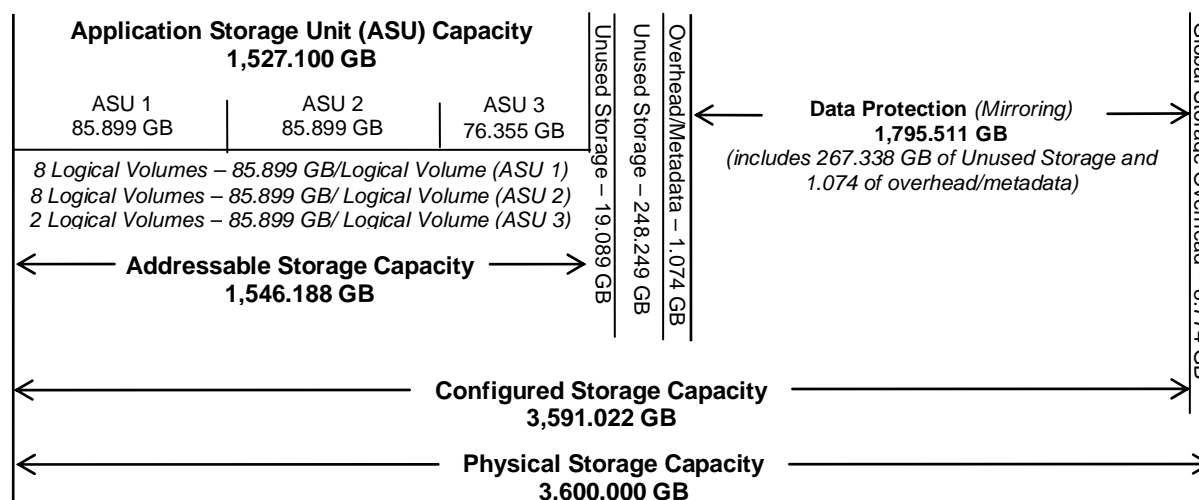 Application Storage Unit (ASU) Capacity
1,527.100 GB
ASU 1
85.899 GB
ASU 2
85.899 GB
ASU 3
76.355 GB
8 Logical Volumes – 85.899 GB/Logical Volume (ASU 1)
8 Logical Volumes – 85.899 GB/ Logical Volume (ASU 2)
2 Logical Volumes – 85.899 GB/ Logical Volume (ASU 3)
Addressable Storage Capacity
1,546.188 GB
Unused Storage – 19.089 GB
Unused Storage – 248.249 GB
Overhead/Metadata – 1.074 GB
Data Protection (Mirroring)
1,795.511 GB
(includes 267.338 GB of Unused Storage and
1.074 of overhead/metadata)
Configured Storage Capacity
3,591.022 GB
Physical Storage Capacity
3,600,000 GB